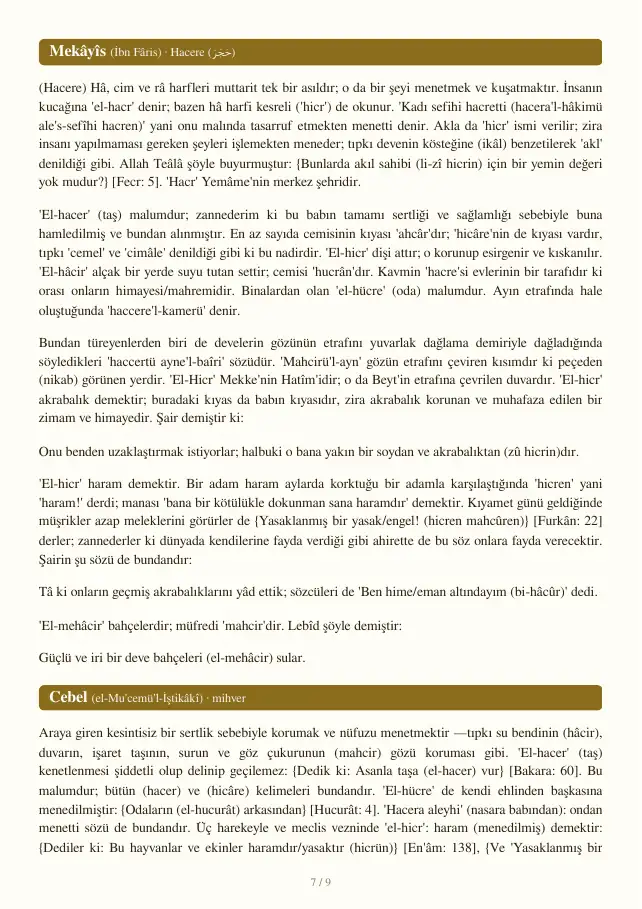 Mekâyîs (İbn Fâris) · Hacere (حَجَرَ)
(Hacere) Hâ, cim ve râ harfleri muttarit tek bir asıldır; o da bir şeyi menetmek ve kuşatmaktır. İnsanın
kucağına 'el-hacr' denir; bazen hâ harfi kesreli ('hicr') de okunur. 'Kadı sefihi hacretti (hacera'l-hâkimü
ale's-sefîhi hacren)' yani onu malında tasarruf etmekten menetti denir. Akla da 'hicr' ismi verilir; zira
insanı yapılmaması gereken şeyleri işlemekten meneder; tıpkı devenin kösteğine (ikâl) benzetilerek 'akl'
denildiği gibi. Allah Teâlâ şöyle buyurmuştur: {Bunlarda akıl sahibi (li-zî hicrin) için bir yemin değeri
yok mudur?} [Fecr: 5]. 'Hacr' Yemâme'nin merkez şehridir.
'El-hacer' (taş) malumdur; zannederim ki bu babın tamamı sertliği ve sağlamlığı sebebiyle buna
hamledilmiş ve bundan alınmıştır. En az sayıda cemisinin kıyası 'ahcâr'dır; 'hicâre'nin de kıyası vardır,
tıpkı 'cemel' ve 'cimâle' denildiği gibi ki bu nadirdir. 'El-hicr' dişi attır; o korunup esirgenir ve kıskanılır.
'El-hâcir' alçak bir yerde suyu tutan settir; cemisi 'hucrân'dır. Kavmin 'hacre'si evlerinin bir tarafıdır ki
orası onların himayesi/mahremidir. Binalardan olan 'el-hücre' (oda) malumdur. Ayın etrafında hale
oluştuğunda 'haccere'l-kamerü' denir.
Bundan türeyenlerden biri de develerin gözünün etrafını yuvarlak dağlama demiriyle dağladığında
söyledikleri 'haccertü ayne'l-baîri' sözüdür. 'Mahcirü'l-ayn' gözün etrafını çeviren kısımdır ki peçeden
(nikab) görünen yerdir. 'El-Hicr' Mekke'nin Hatîm'idir; o da Beyt'in etrafına çevrilen duvardır. 'El-hicr'
akrabalık demektir; buradaki kıyas da babın kıyasıdır, zira akrabalık korunan ve muhafaza edilen bir
zimam ve himayedir. Şair demiştir ki:
Onu benden uzaklaştırmak istiyorlar; halbuki o bana yakın bir soydan ve akrabalıktan (zû hicrin)dır.
'El-hicr' haram demektir. Bir adam haram aylarda korktuğu bir adamla karşılaştığında 'hicren' yani
'haram!' derdi; manası 'bana bir kötülükle dokunman sana haramdır' demektir. Kıyamet günü geldiğinde
müşrikler azap meleklerini görürler de {Yasaklanmış bir yasak/engel! (hicren mahcûren)} [Furkân: 22]
derler; zannederler ki dünyada kendilerine fayda verdiği gibi ahirette de bu söz onlara fayda verecektir.
Şairin şu sözü de bundandır:
Tâ ki onların geçmiş akrabalıklarını yâd ettik; sözcüleri de 'Ben hime/eman altındayım (bi-hâcûr)' dedi.
'El-mehâcir' bahçelerdir; müfredi 'mahcir'dir. Lebîd şöyle demiştir:
Güçlü ve iri bir deve bahçeleri (el-mehâcir) sular.
Cebel (el-Mu'cemü'l-İştikâkî) · mihver
Araya giren kesintisiz bir sertlik sebebiyle korumak ve nüfuzu menetmektir —tıpkı su bendinin (hâcir),
duvarın, işaret taşının, surun ve göz çukurunun (mahcir) gözü koruması gibi. 'El-hacer' (taş)
kenetlenmesi şiddetli olup delinip geçilemez: {Dedik ki: Asanla taşa (el-hacer) vur} [Bakara: 60]. Bu
malumdur; bütün (hacer) ve (hicâre) kelimeleri bundandır. 'El-hücre' de kendi ehlinden başkasına
menedilmiştir: {Odaların (el-hucurât) arkasından} [Hucurât: 4]. 'Hacera aleyhi' (nasara babından): ondan
menetti sözü de bundandır. Üç harekeyle ve meclis vezninde 'el-hicr': haram (menedilmiş) demektir:
{Dediler ki: Bu hayvanlar ve ekinler haramdır/yasaktır (hicrün)} [En'âm: 138], {Ve 'Yasaklanmış bir
7 / 9